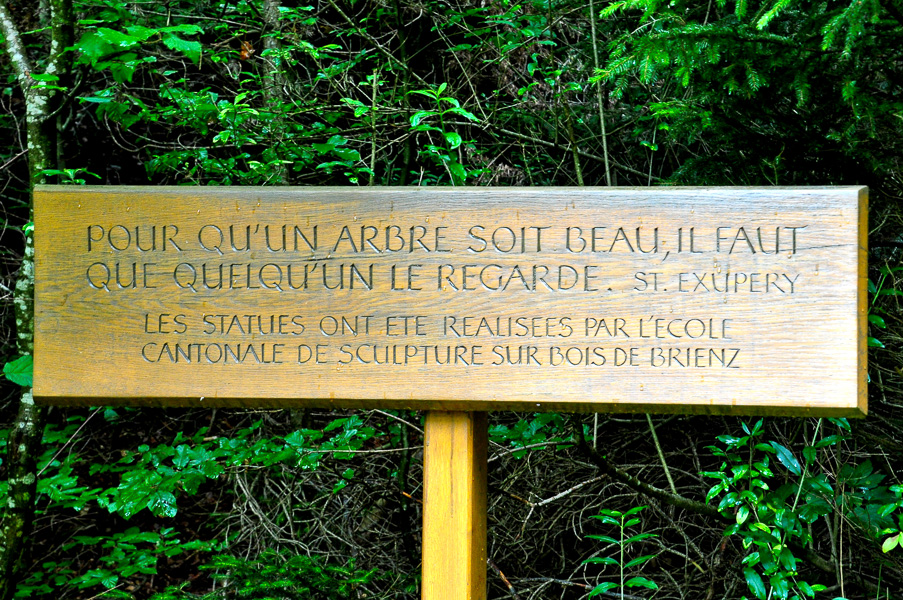 POUR QU'UN ARBRE SOIT BEAU, IL FAUT
QUE QUELQU'UN LE REGARDE. ST. EXUPERY
LES STATUES ONT ETE REALISEES PAR L'ECOLE
CANTONALE DE SCULPTURE SUR BOIS DE BRIENZ